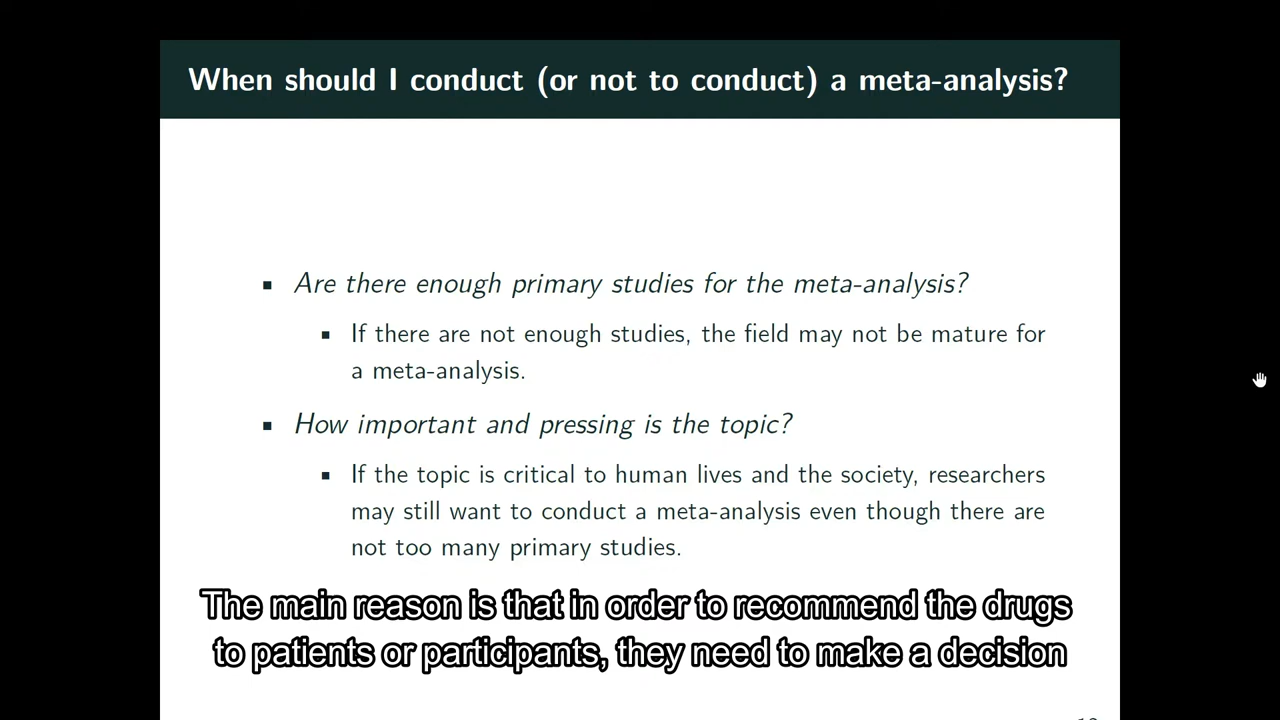 When should I conduct (or not to conduct) a meta-analysis?
Are there enough primary studies for the meta-analysis?
If there are not enough studies, the field may not be mature for
a meta-analysis.
How important and pressing is the topic?
If the topic is critical to human lives and the society, researchers
may still want to conduct a meta-analysis even though there are
not too many primary studies.
The main reason is that in order to recommend the drugs
to patients or participants, they need to make a decision